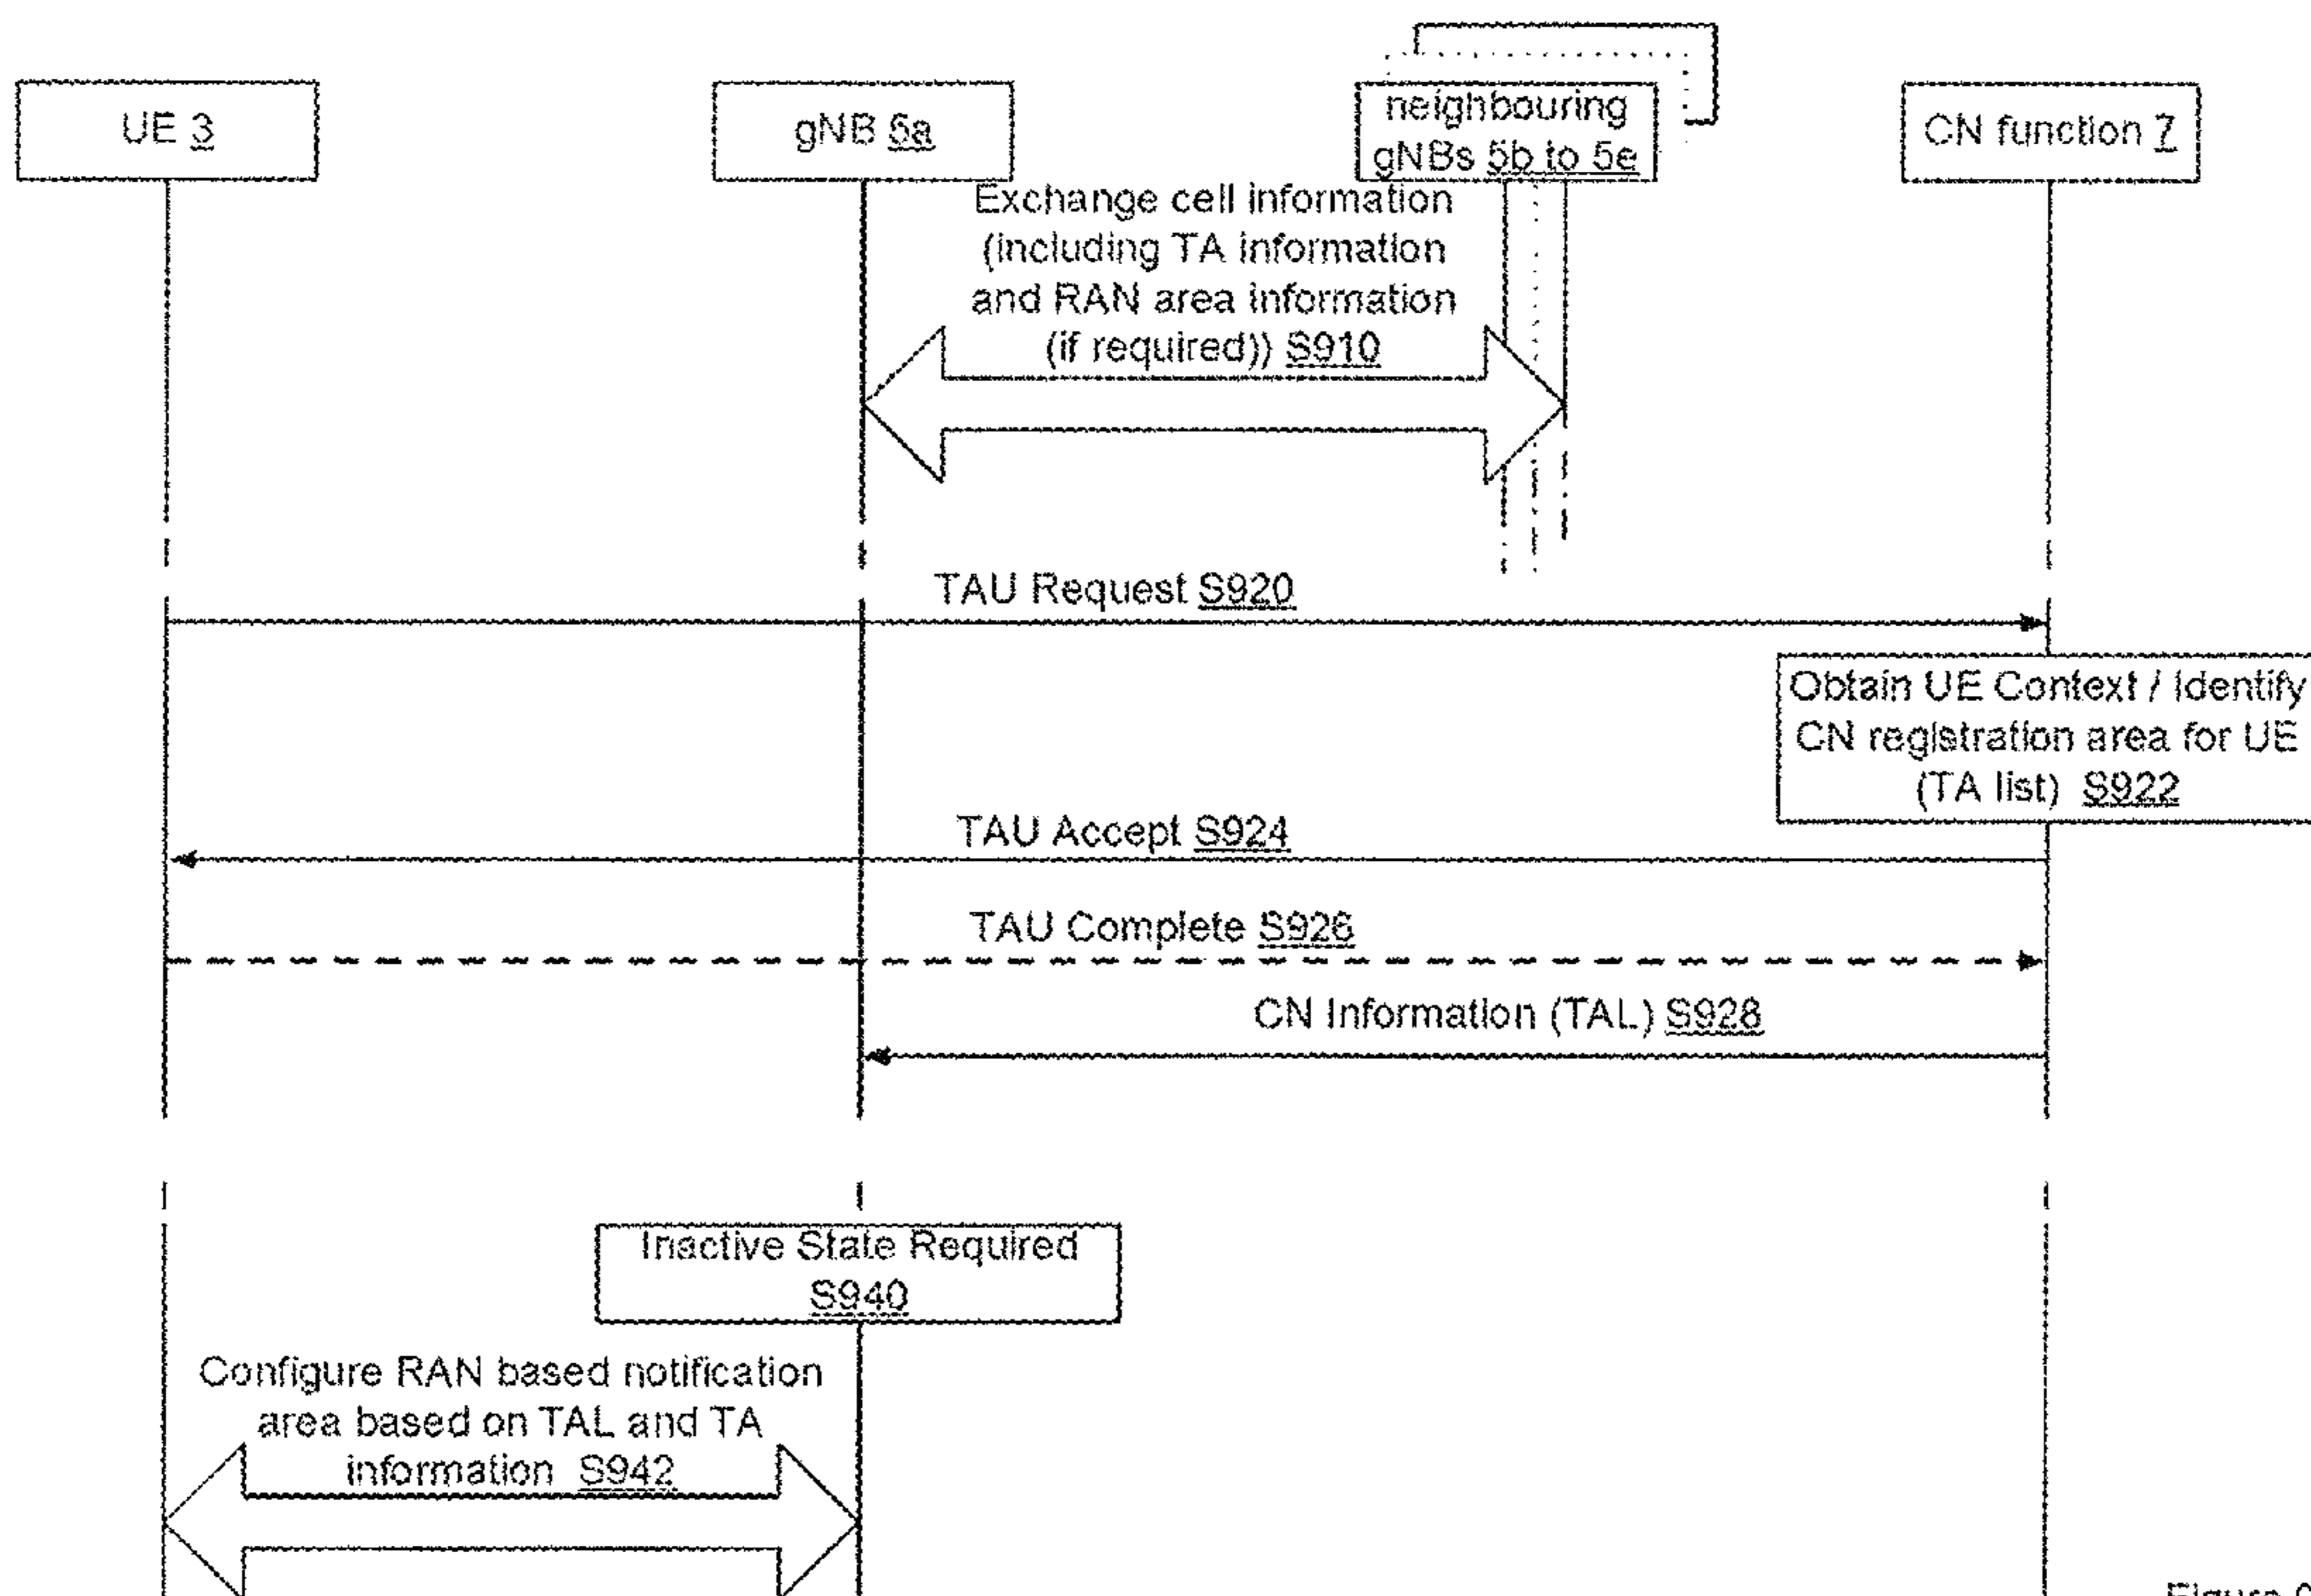 UE 3
gNB 5a
neighbouring
gNBs 5b to 5e
CN function 7
Exchange cell information
(including TA information
and RAN area information
(if required)) S910
TAU Request S920
Obtain UE Context / Identify
CN registration area for UE
(TA list) S922
TAU Accept S924
TAU Complete S926
CN Information (TAL) S928
Inactive State Required
S940
Configure RAN based notification
area based on TAL and TA
information S942
Figure 9